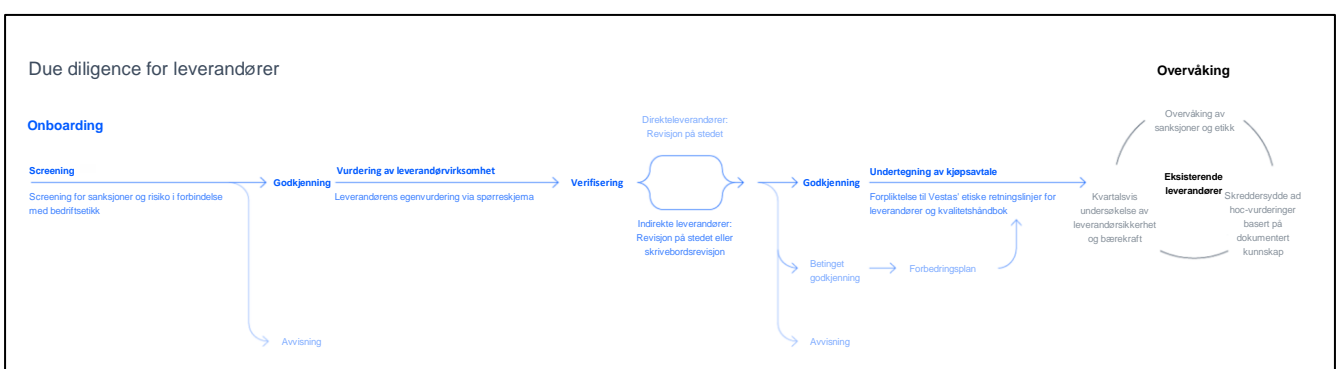 Due diligence for leverandører
Overvåking
Onboarding
Overvåking av
sanksjoner og etikk
Direkteleverandører:
Revisjon på stedet
Screening
Screening for sanksjoner og risiko i forbindelse
med bedriftsetikk
Godkjenning
Vurdering av leverandørvirksomhet
Leverandørens egenvurdering via spørreskjema
Verifisering
Indirekte leverandører:
Revisjon på stedet eller
skrivebordsrevisjon
Godkjenning
Undertegning av kjøpsavtale
Forpliktelse til Vestas' etiske retningslinjer for
leverandører og kvalitetshåndbok
Eksisterende
leverandører
Kvartalsvis
undersøkelse av
leverandørsikkerhet
og bærekraft
Skreddersydde ad
hoc-vurderinger
basert på
dokumentert
kunnskap
Betinget
godkjenning
Forbedringsplan
Avvisning
Avvisning